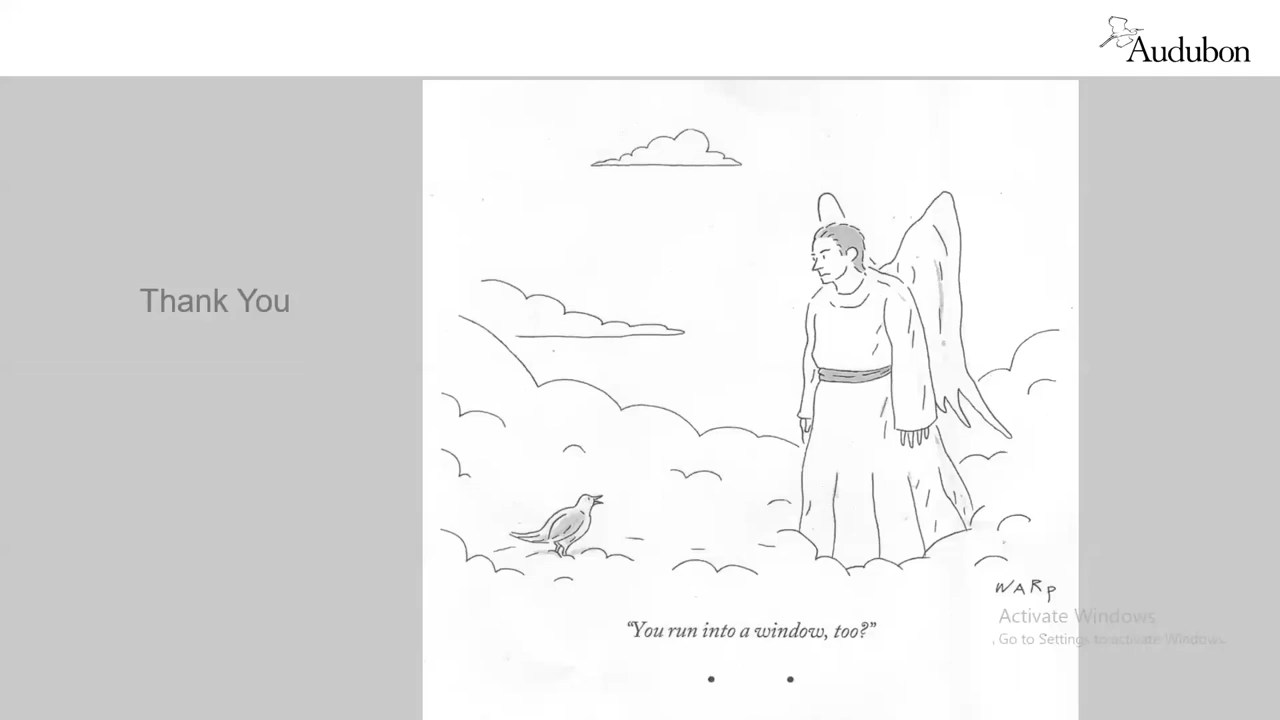 Audubon
Thank You
WARP
Activate Windows
Go to Settings to activate Windows.
“You run into a window, too?”